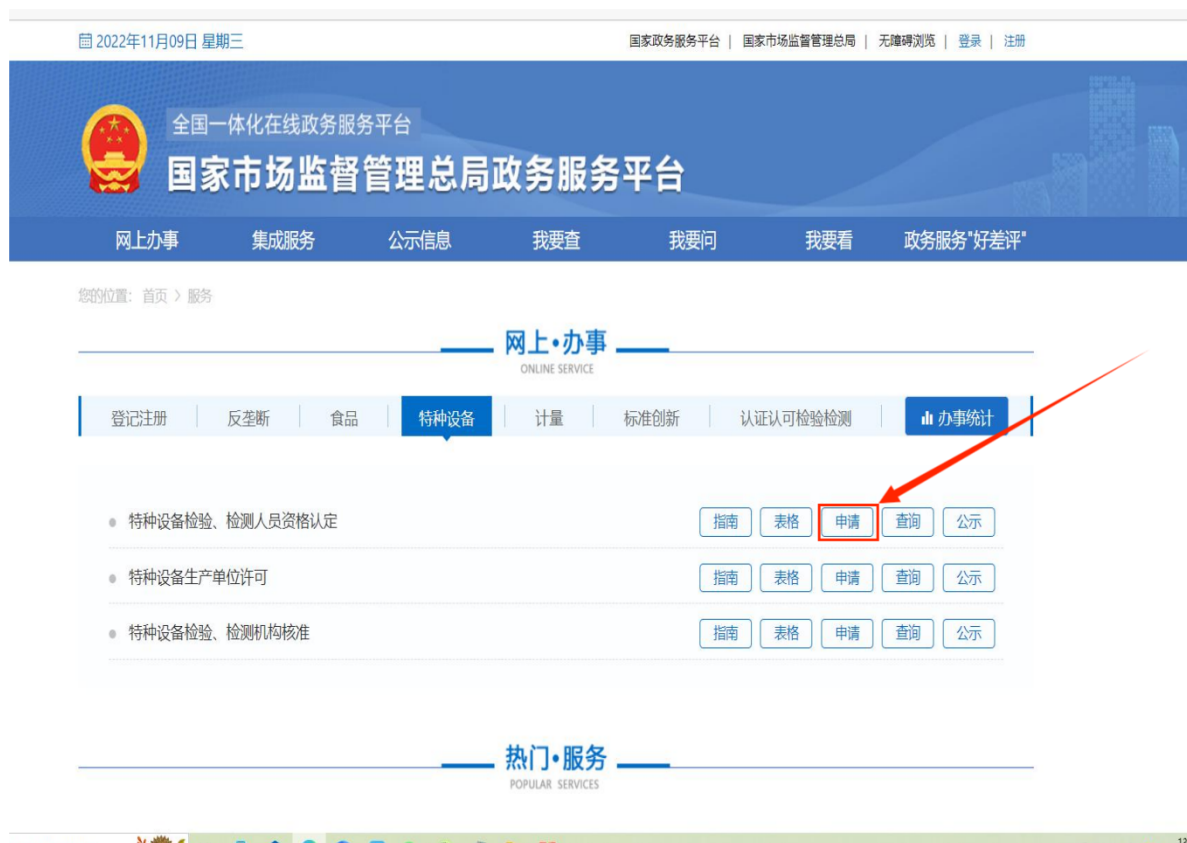 2022年11月09日 星期三 国家政务服务平台 | 国家市场监督管理总局 | 无障碍浏览 | 登录 | 注册
全国一体化在线政务服务平台
国家市场监督管理总局政务服务平台
网上办事 集成服务 公示信息 我要查 我要问 我要看 政务服务"好差评"
您的位置: 首页 > 服务
网上•办事
ONLINE SERVICE
登记注册 反垄断 食品 特种设备 计量 标准创新 认证认可检验检测 办事统计
特种设备检验、检测人员资格认定 指南 表格 申请 查询 公示
特种设备生产单位许可 指南 表格 申请 查询 公示
特种设备检验、检测机构核准 指南 表格 申请 查询 公示
热门•服务
POPULAR SERVICES